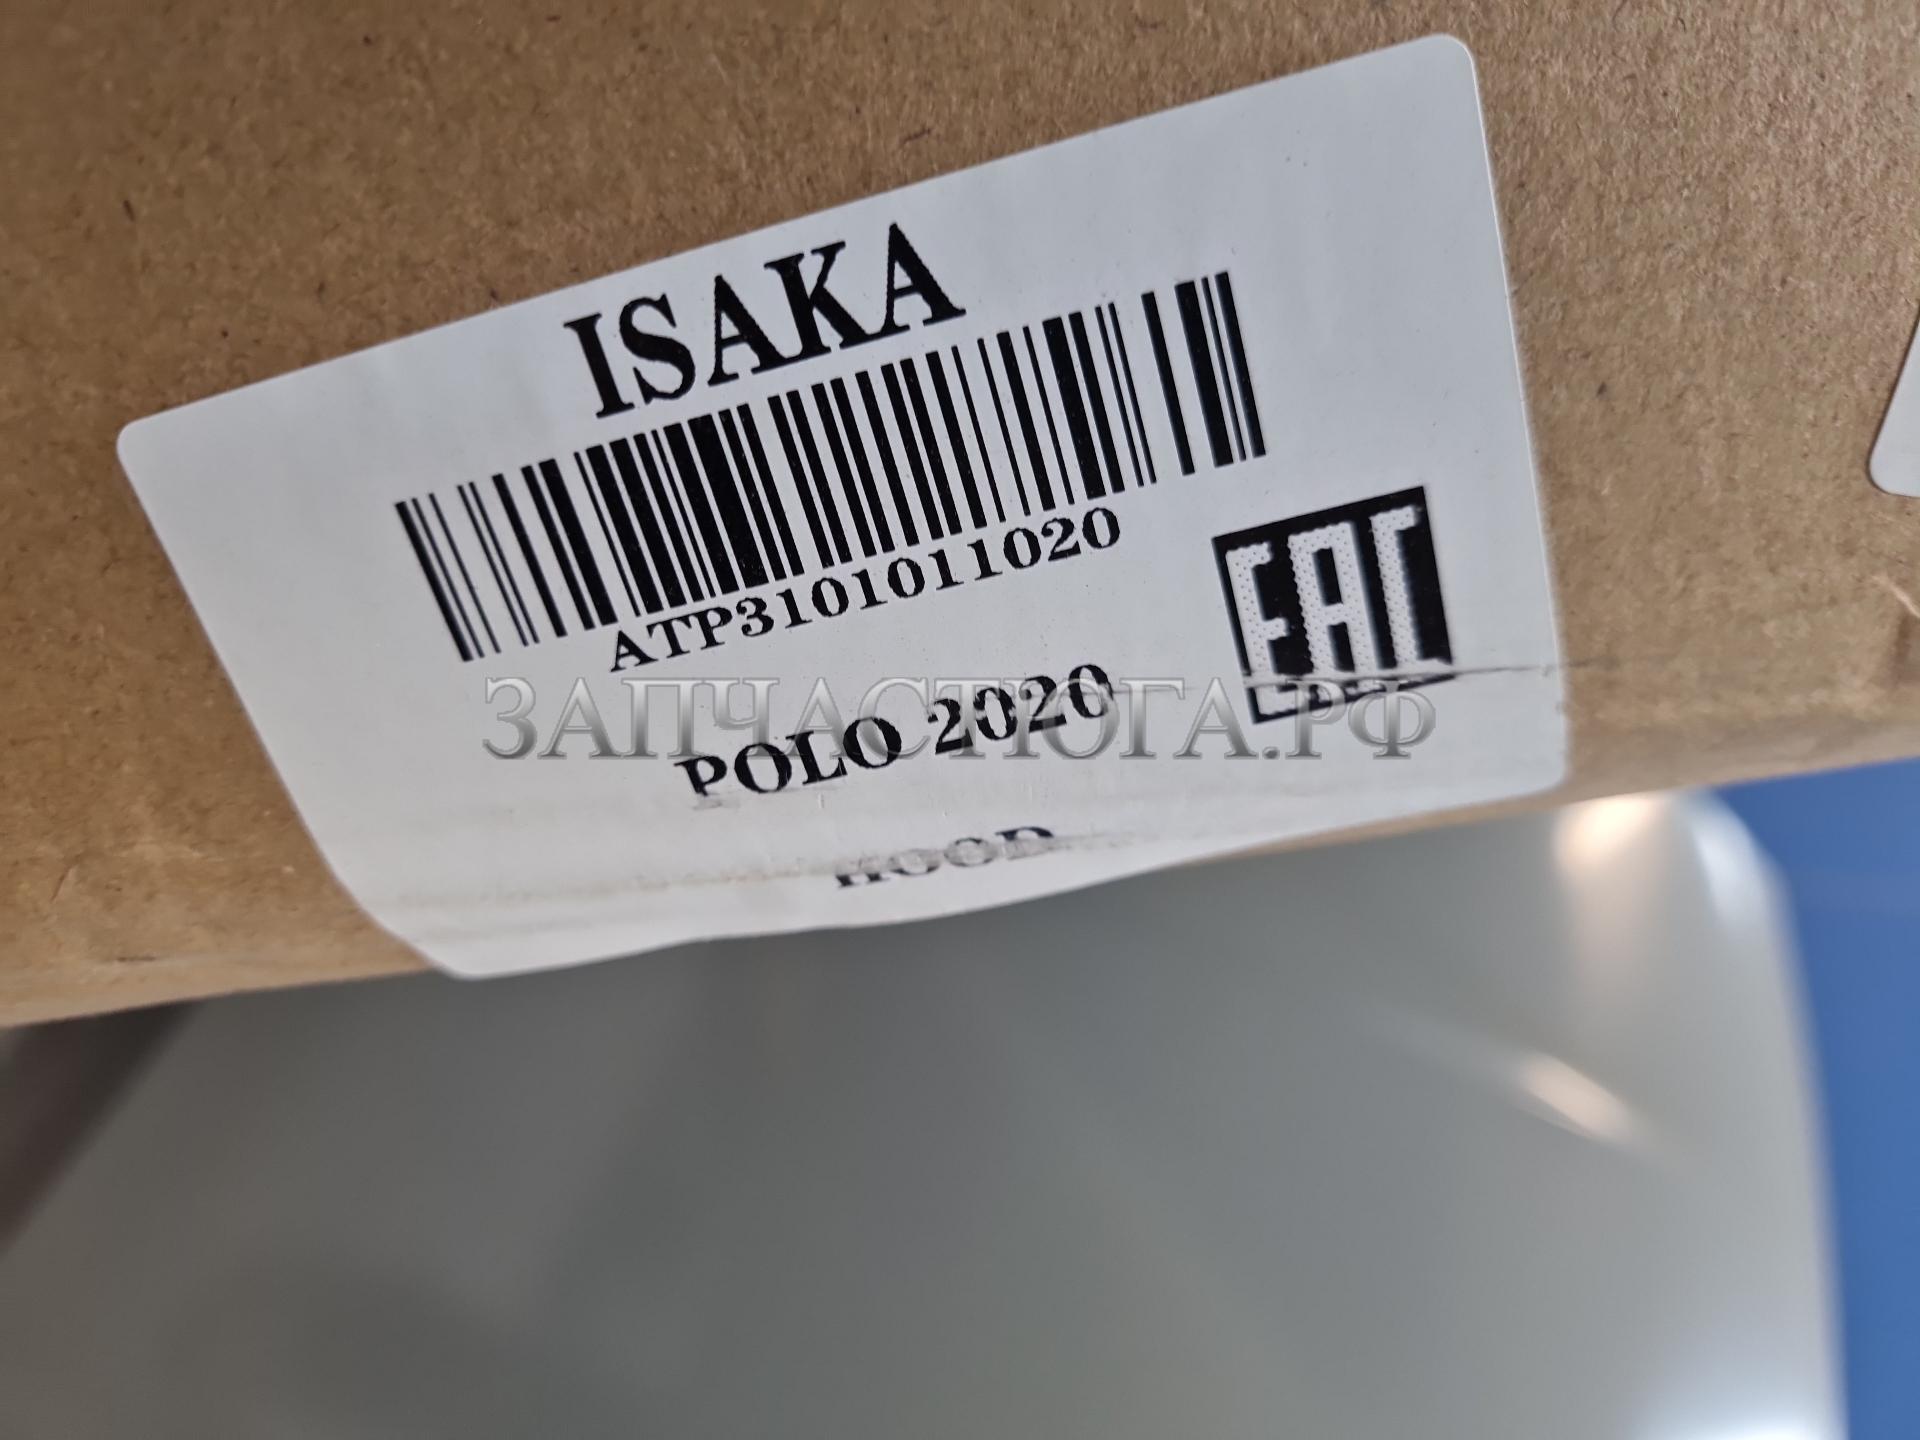 ISAKA
ATP3101011020
EAC
ЗАПЧАСТЮГА.РФ
POLO 2020
HOOD